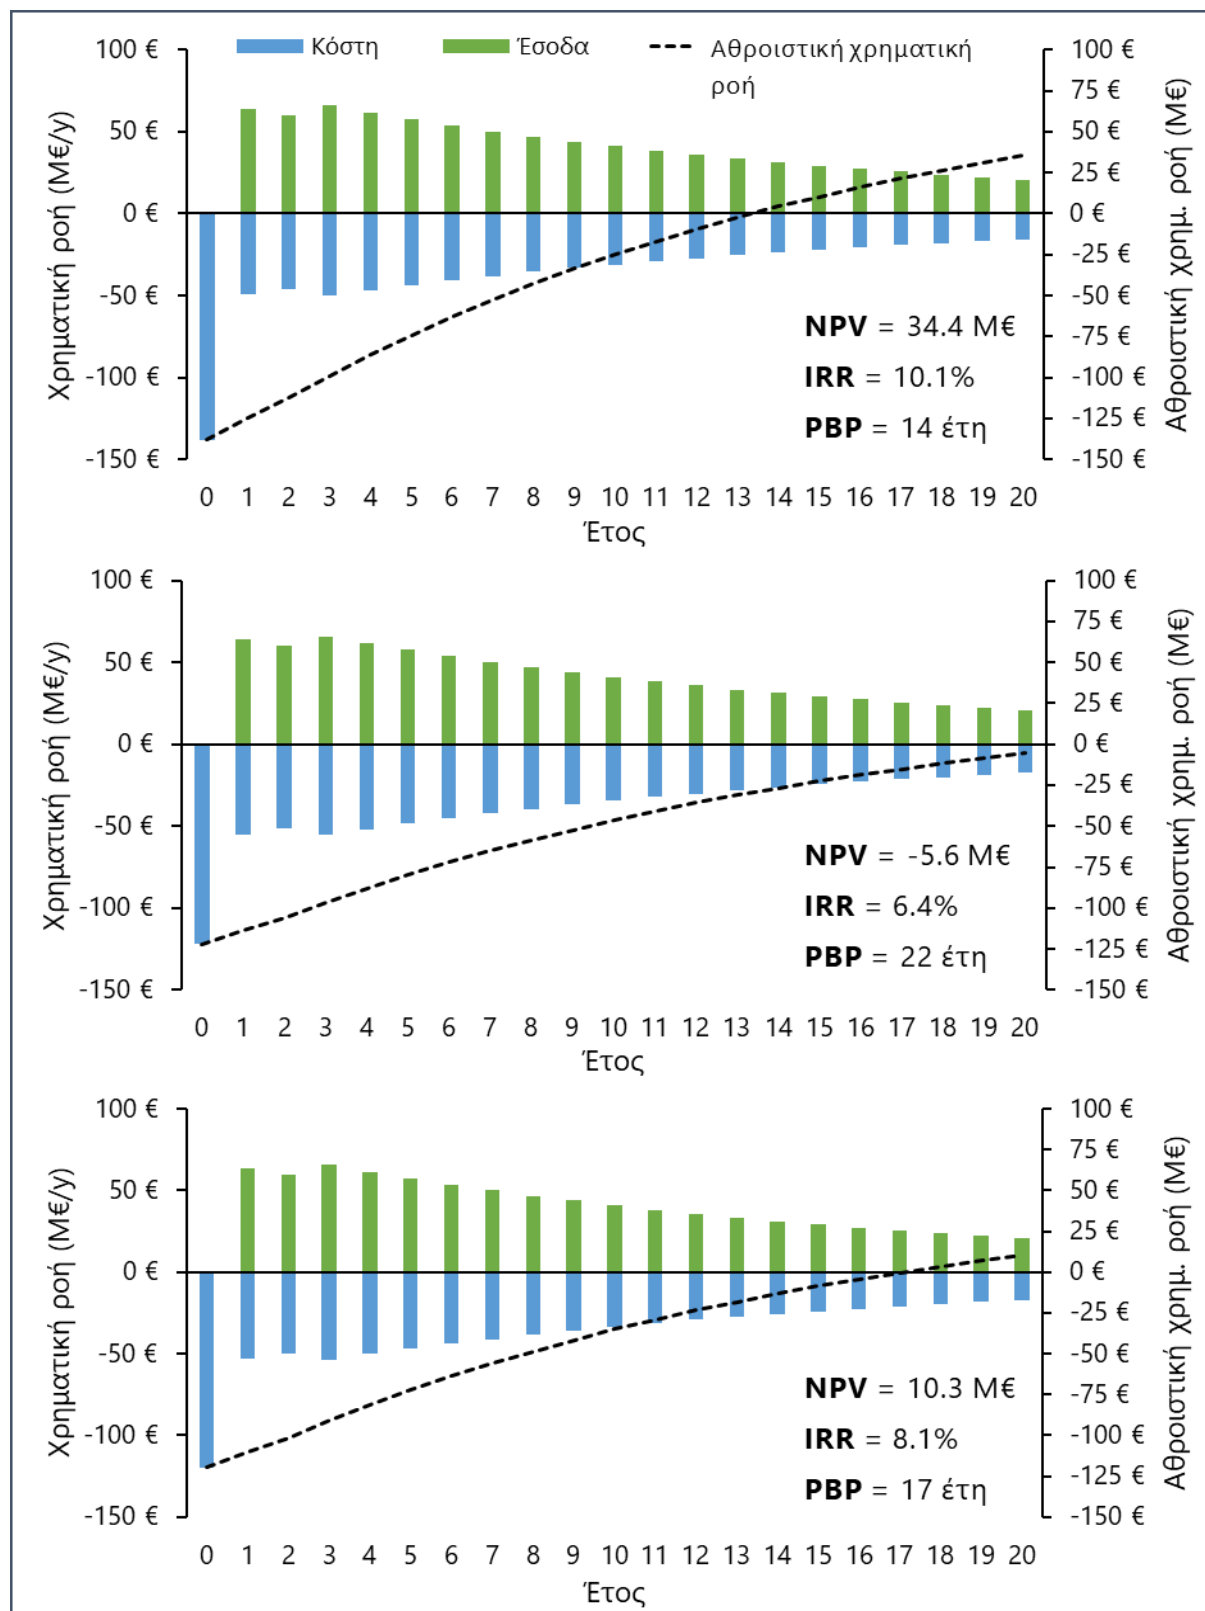 Κόστη Έσοδα Αθροιστική χρηματική
ροή
Χρηματική ροή (M€/y)
100 €
50 €
0 €
-50 €
-100 €
-150 €
100 €
75 €
50 €
25 €
0 €
-25 €
-50 €
-75 €
-100 €
-125 €
-150 €
Αθροιστική χρημ. ροή (M€)
NPV = 34.4 M€
IRR = 10.1%
PBP = 14 έτη
0 1 2 3 4 5 6 7 8 9 10 11 12 13 14 15 16 17 18 19 20
Έτος
Χρηματική ροή (M€/y)
100 €
50 €
0 €
-50 €
-100 €
-150 €
100 €
75 €
50 €
25 €
0 €
-25 €
-50 €
-75 €
-100 €
-125 €
-150 €
Αθροιστική χρημ. ροή (M€)
NPV = -5.6 M€
IRR = 6.4%
PBP = 22 έτη
0 1 2 3 4 5 6 7 8 9 10 11 12 13 14 15 16 17 18 19 20
Έτος
Χρηματική ροή (M€/y)
100 €
50 €
0 €
-50 €
-100 €
-150 €
100 €
75 €
50 €
25 €
0 €
-25 €
-50 €
-75 €
-100 €
-125 €
-150 €
Αθροιστική χρημ. ροή (M€)
NPV = 10.3 M€
IRR = 8.1%
PBP = 17 έτη
0 1 2 3 4 5 6 7 8 9 10 11 12 13 14 15 16 17 18 19 20
Έτος